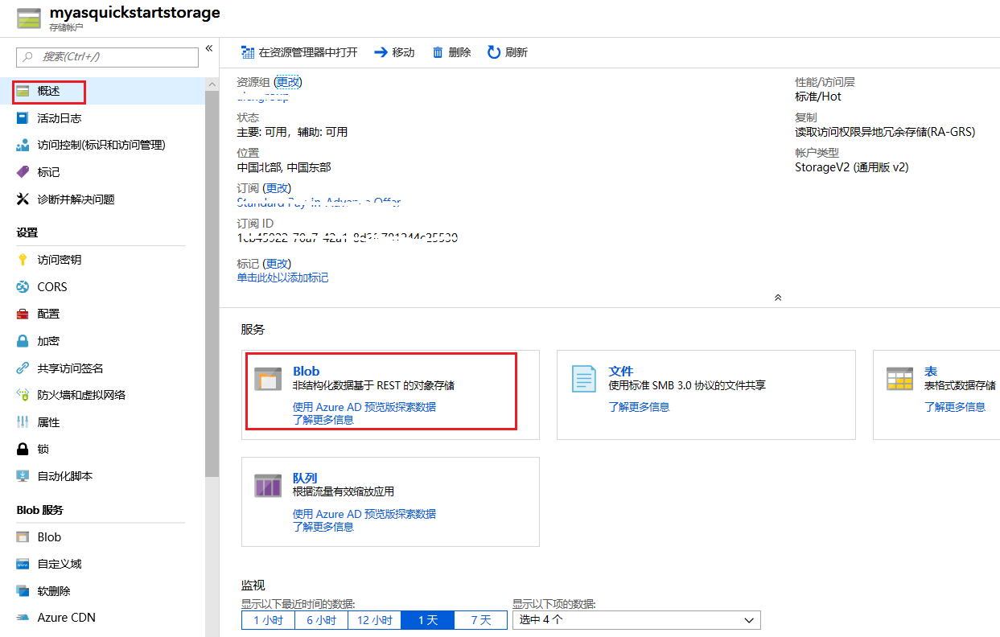 myasquickstartstorage
存储帐户
搜索(Ctrl+/)
概述
活动日志
访问控制(标识和访问管理)
标记
诊断并解决问题
设置
访问密钥
CORS
配置
加密
共享访问签名
防火墙和虚拟网络
属性
锁
自动化脚本
Blob 服务
Blob
自定义域
软删除
Azure CDN
在资源管理器中打开
移动
删除
刷新
资源组 (更改)
状态
主要: 可用，辅助: 可用
位置
中国北部, 中国东部
订阅 (更改)
Standard Pay-In-Advance Offer
订阅 ID
标记 (更改)
单击此处以添加标记
性能/访问层
标准/Hot
复制
读取访问权限异地冗余存储(RA-GRS)
帐户类型
StorageV2 (通用版 v2)
服务
Blob
非结构化数据基于 REST 的对象存储
使用 Azure AD 预览版探索数据
了解更多信息
文件
使用标准 SMB 3.0 协议的文件共享
了解更多信息
表
表格式数据存储
了解更多信息
队列
根据流量有效缩放应用
使用 Azure AD 预览版探索数据
了解更多信息
监视
显示以下最近时间的数据:
1 小时
6 小时
12 小时
1 天
7 天
显示以下项的数据:
选中 4 个